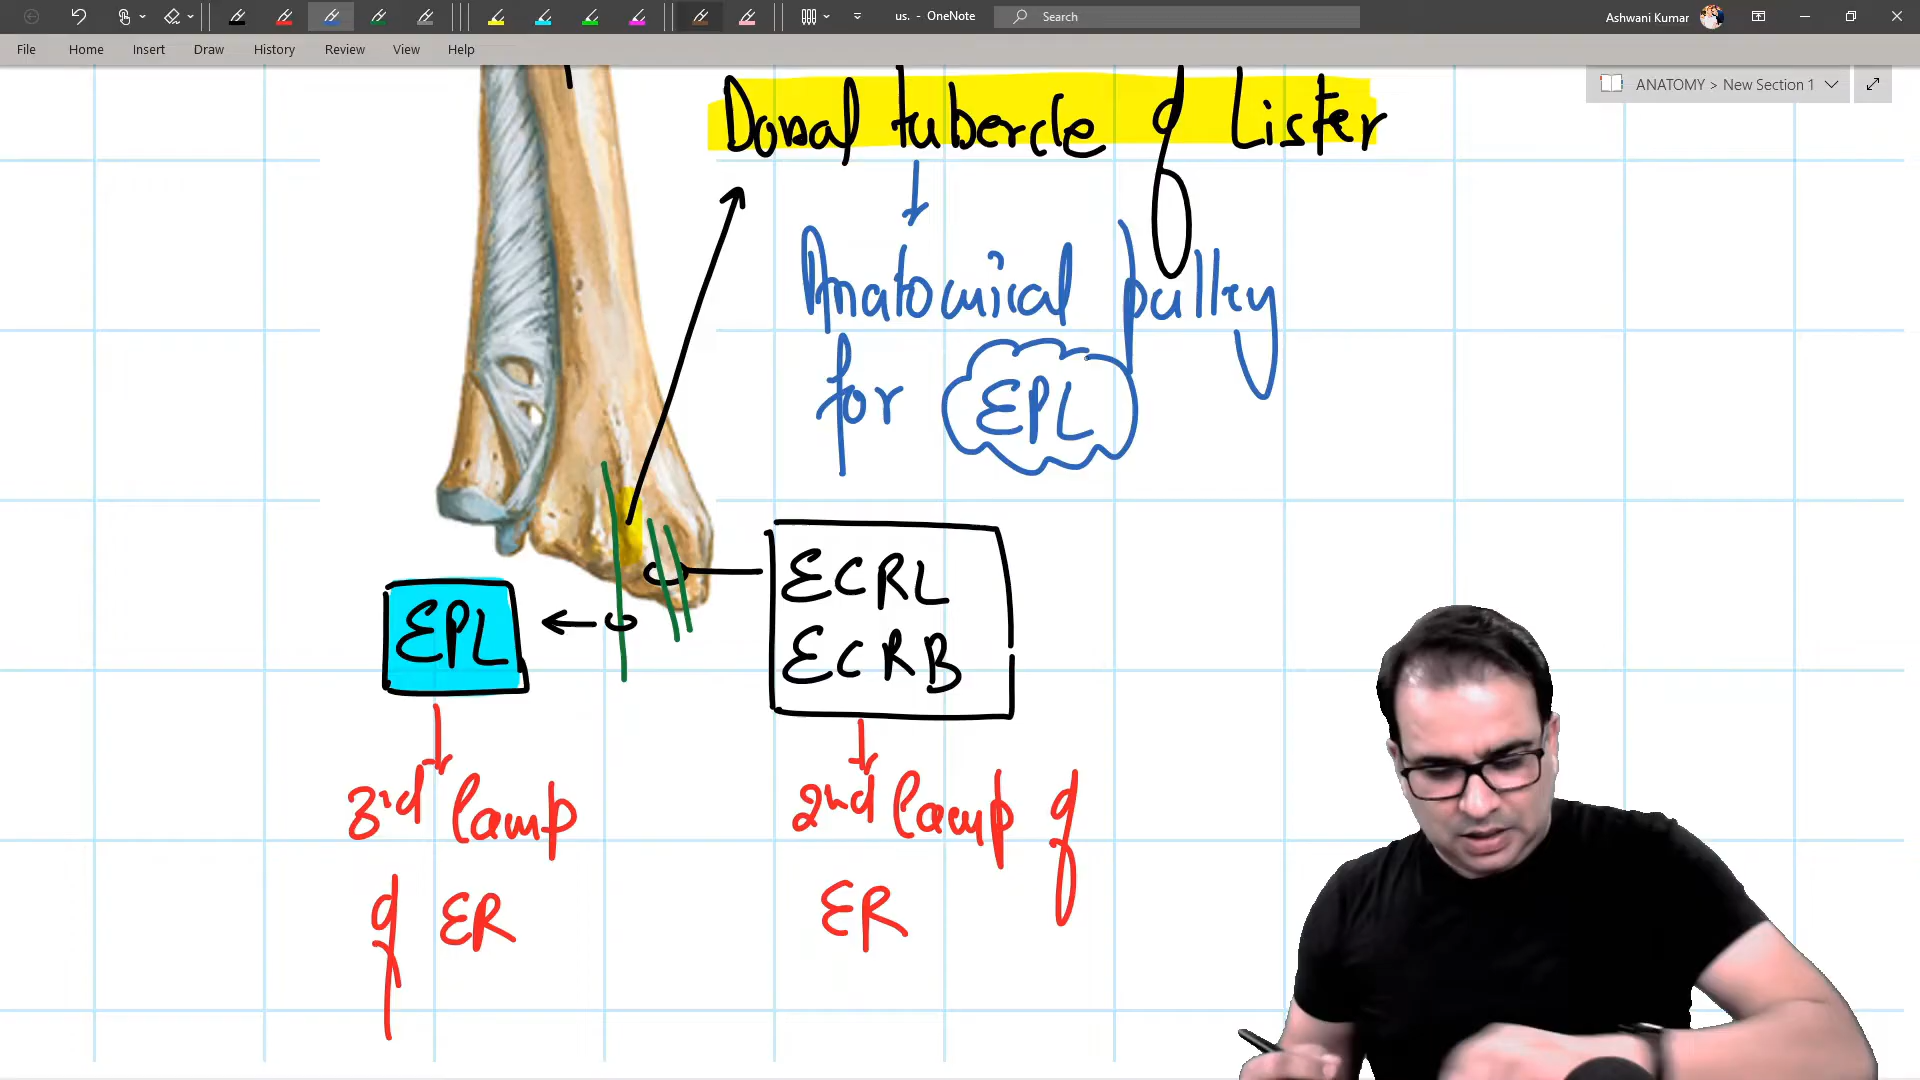 us. - OneNote
Search
Ashwani Kumar
File Home Insert Draw History Review View Help
ANATOMY > New Section 1
Dorsal tubercle of Lister
Anatomical pulley
for EPL
ECRL
ECRB
EPL
3rd Comp
of ER
2nd Comp of
ER